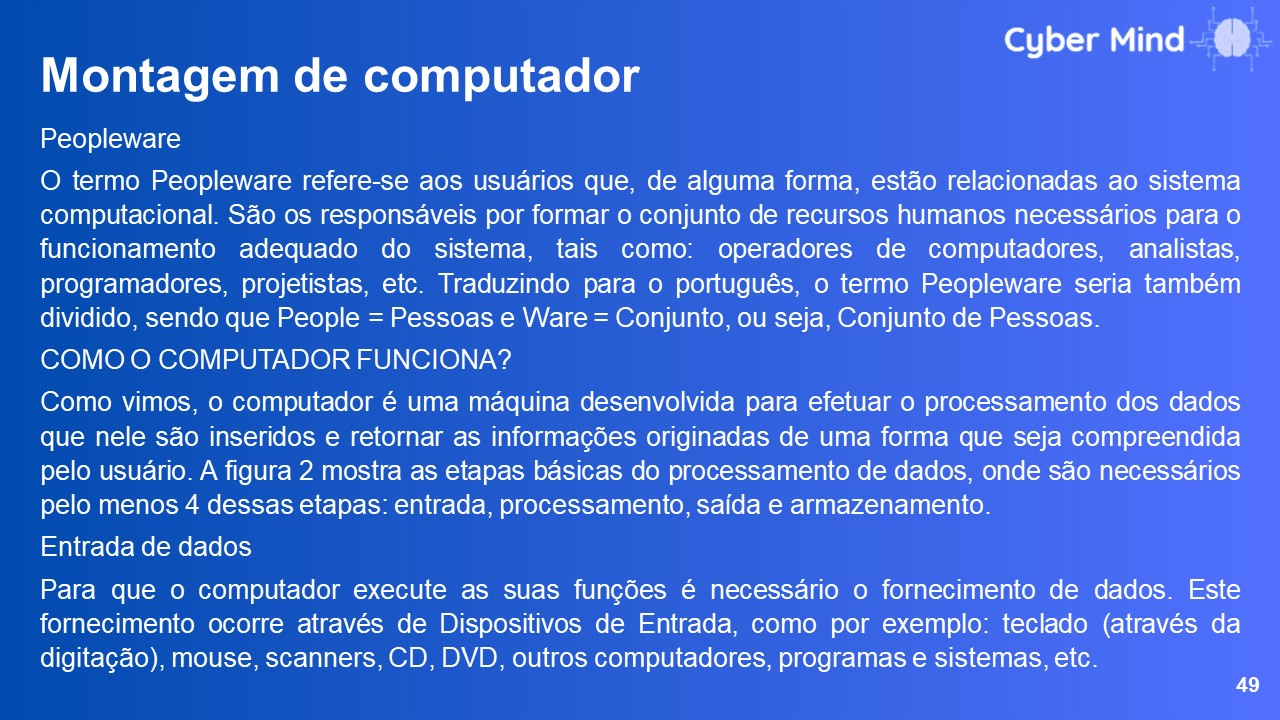 Cyber Mind
Montagem de computador
Peopleware
O termo Peopleware refere-se aos usuários que, de alguma forma, estão relacionadas ao sistema
computacional. São os responsáveis por formar o conjunto de recursos humanos necessários para o
funcionamento adequado do sistema, tais como: operadores de computadores, analistas,
programadores, projetistas, etc. Traduzindo para o português, o termo Peopleware seria também
dividido, sendo que People = Pessoas e Ware = Conjunto, ou seja, Conjunto de Pessoas.
COMO O COMPUTADOR FUNCIONA?
Como vimos, o computador é uma máquina desenvolvida para efetuar o processamento dos dados
que nele são inseridos e retornar as informações originadas de uma forma que seja compreendida
pelo usuário. A figura 2 mostra as etapas básicas do processamento de dados, onde são necessários
pelo menos 4 dessas etapas: entrada, processamento, saída e armazenamento.
Entrada de dados
Para que o computador execute as suas funções é necessário o fornecimento de dados. Este
fornecimento ocorre através de Dispositivos de Entrada, como por exemplo: teclado (através da
digitação), mouse, scanners, CD, DVD, outros computadores, programas e sistemas, etc.
49